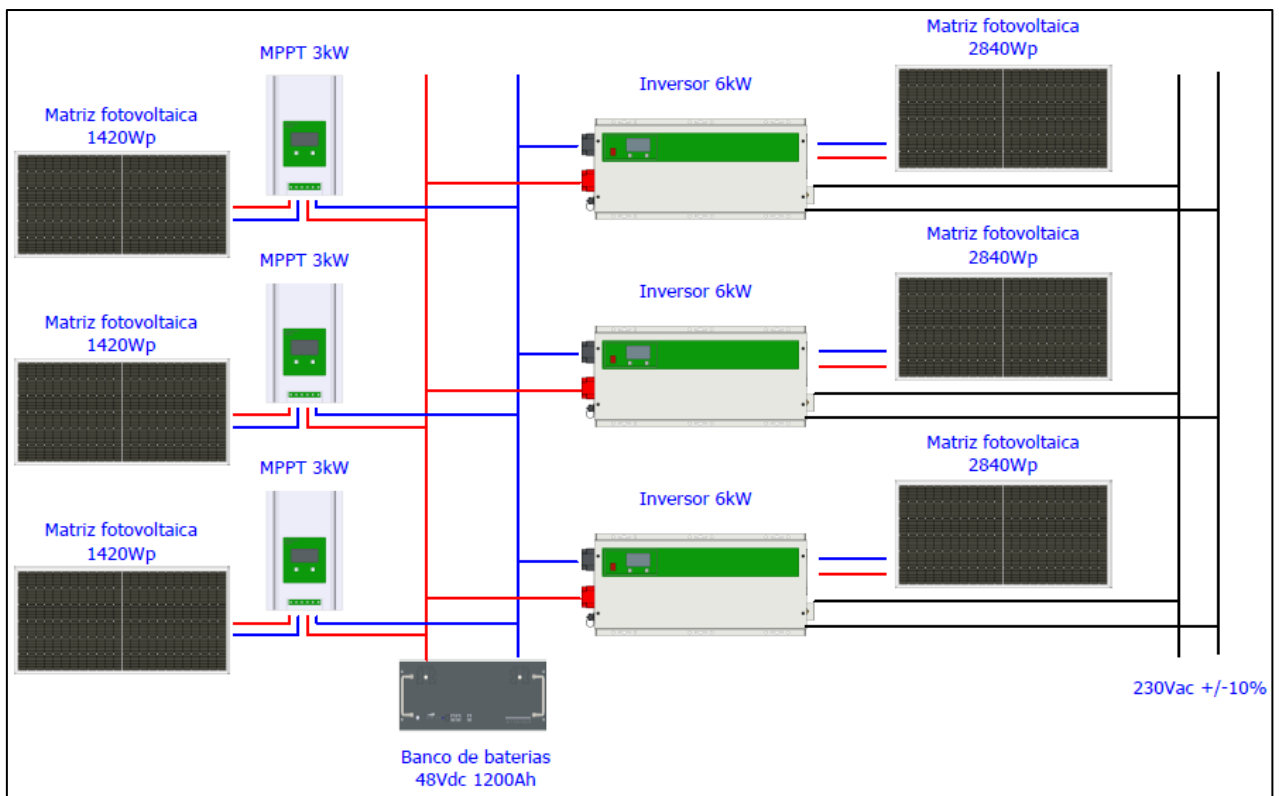 MPPT 3kW
Matriz fotovoltaica
1420Wp
Inversor 6kW
Matriz fotovoltaica
2840Wp
MPPT 3kW
Matriz fotovoltaica
1420Wp
Inversor 6kW
Matriz fotovoltaica
2840Wp
MPPT 3kW
Matriz fotovoltaica
1420Wp
Inversor 6kW
Matriz fotovoltaica
2840Wp
230Vac +/-10%
Banco de baterias
48Vdc 1200Ah